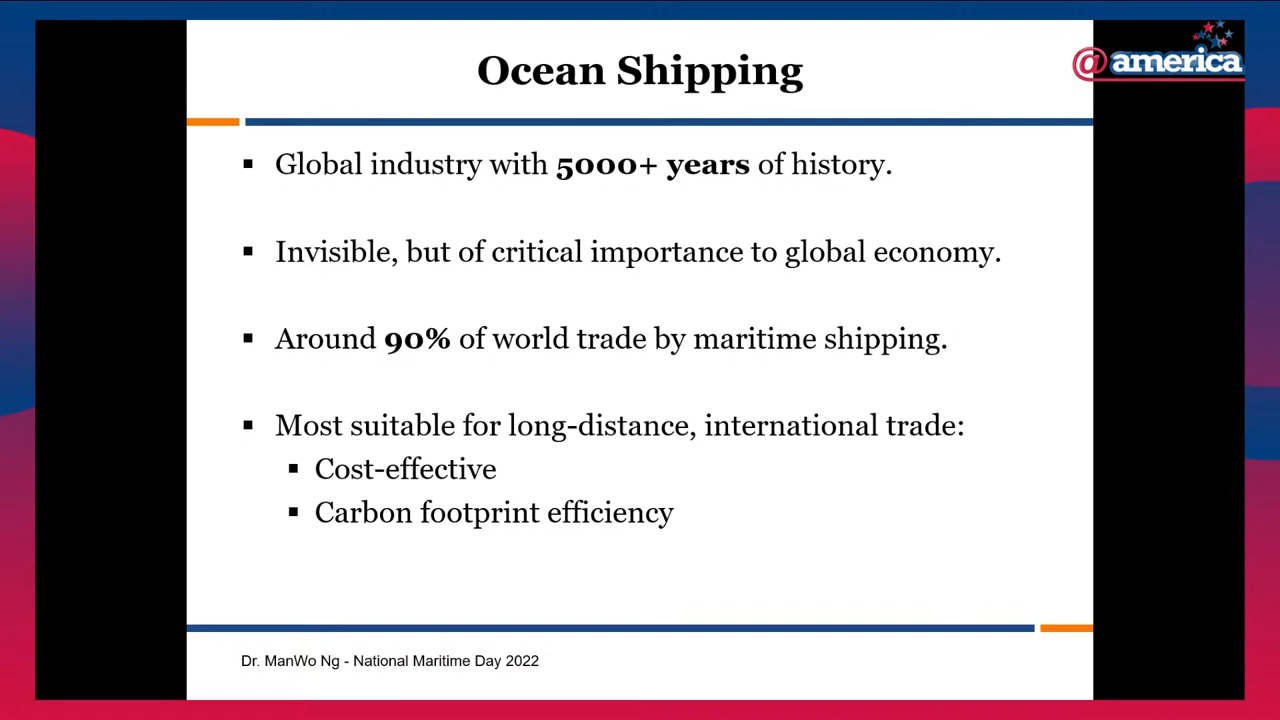 @america
Ocean Shipping
▪ Global industry with 5000+ years of history.
▪ Invisible, but of critical importance to global economy.
▪ Around 90% of world trade by maritime shipping.
▪ Most suitable for long-distance, international trade:
▪ Cost-effective
▪ Carbon footprint efficiency
Dr. ManWo Ng - National Maritime Day 2022